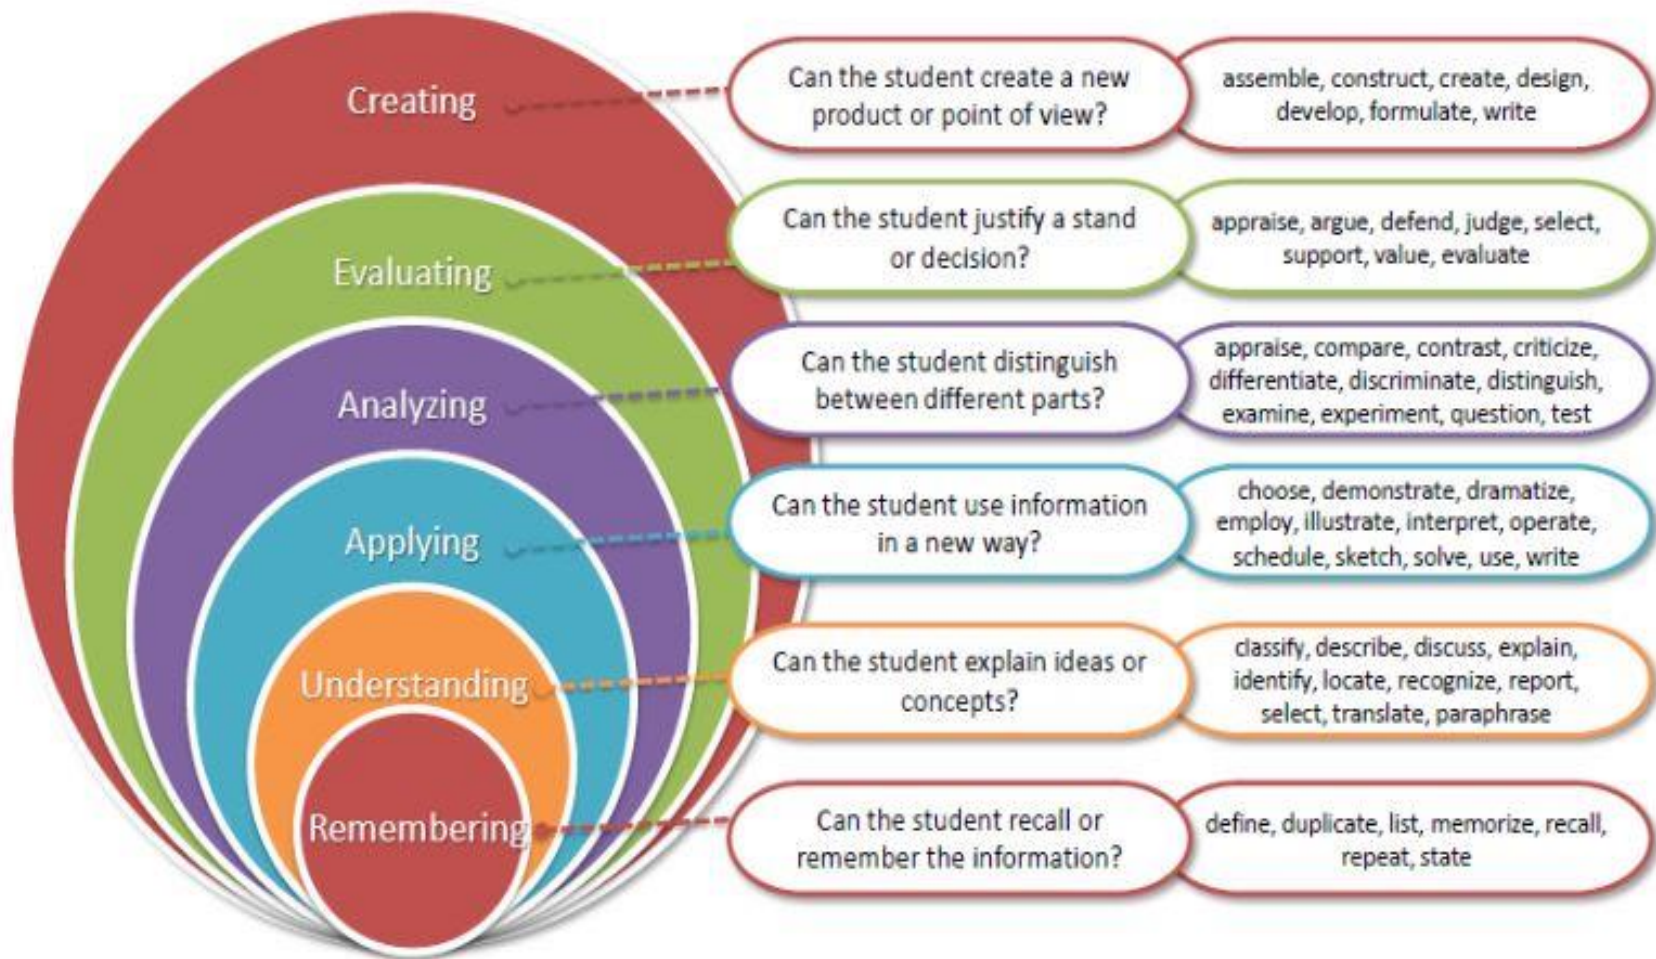 Creating
Can the student create a new
product or point of view?
assemble, construct, create, design,
develop, formulate, write
Evaluating
Can the student justify a stand
or decision?
appraise, argue, defend, judge, select,
support, value, evaluate
Analyzing
Can the student distinguish
between different parts?
appraise, compare, contrast, criticize,
differentiate, discriminate, distinguish,
examine, experiment, question, test
Applying
Can the student use information
in a new way?
choose, demonstrate, dramatize,
employ, illustrate, interpret, operate,
schedule, sketch, solve, use, write
Understanding
Can the student explain ideas or
concepts?
classify, describe, discuss, explain,
identify, locate, recognize, report,
select, translate, paraphrase
Remembering
Can the student recall or
remember the information?
define, duplicate, list, memorize, recall,
repeat, state